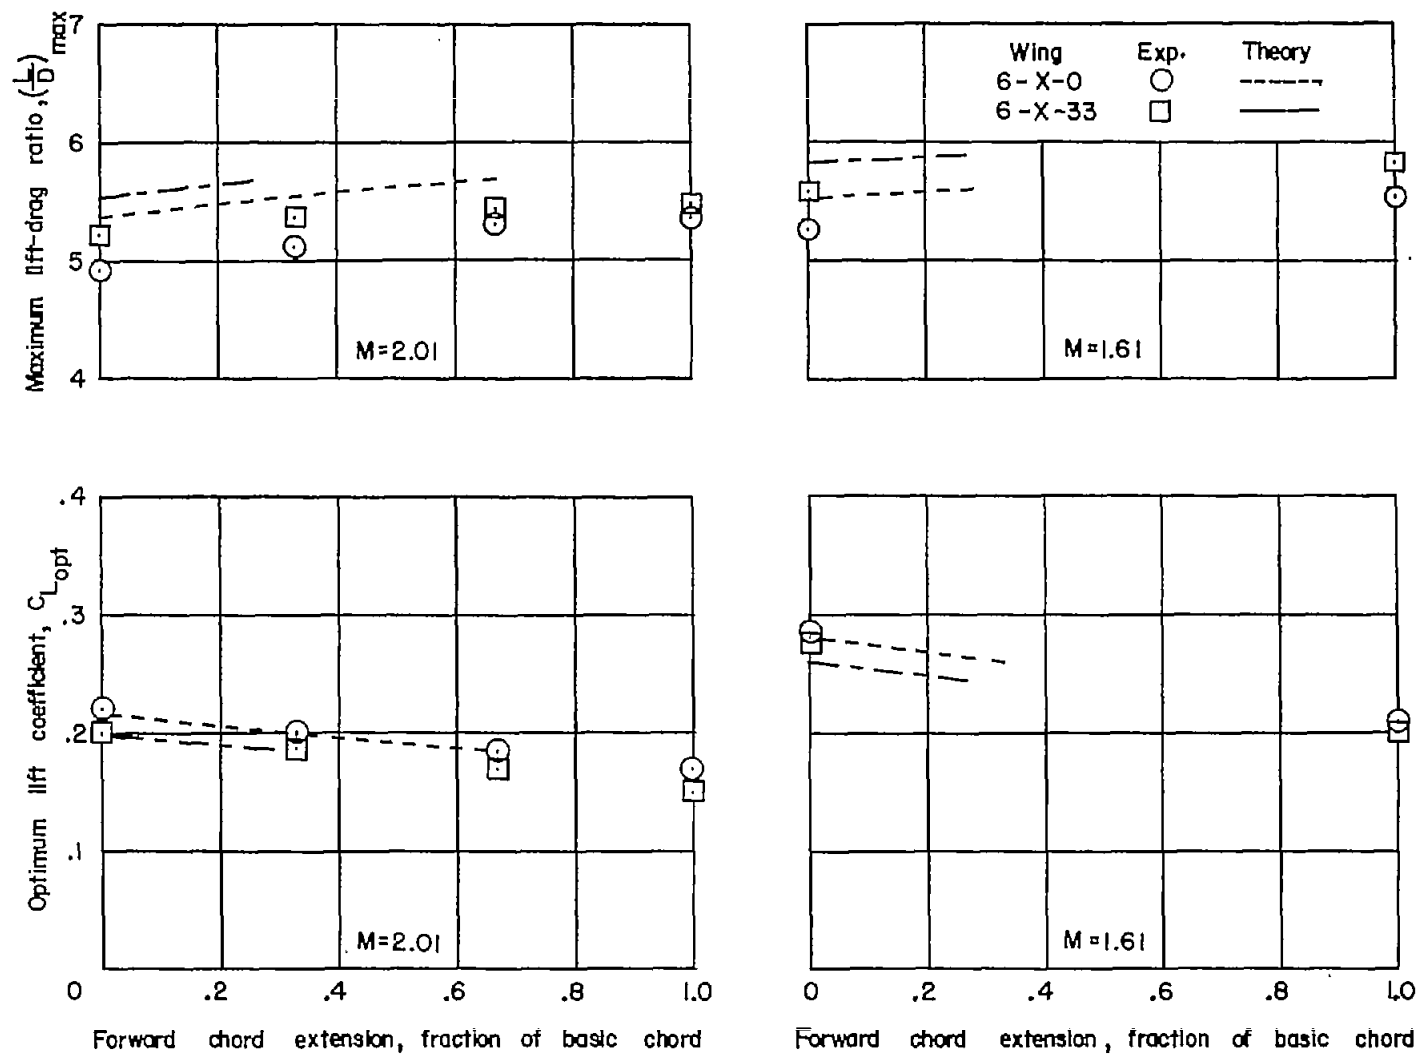 Maximum lift-drag ratio, (L/D)max
7
6
5
4
M=2.01
Wing Exp. Theory
6-X-0
6-X-33
M=1.61
Optimum lift coefficient, CLopt
.4
.3
.2
.1
0
M=2.01
M=1.61
0 .2 .4 .6 .8 1.0
0 .2 .4 .6 .8 1.0
Forward chord extension, fraction of basic chord
Forward chord extension, fraction of basic chord